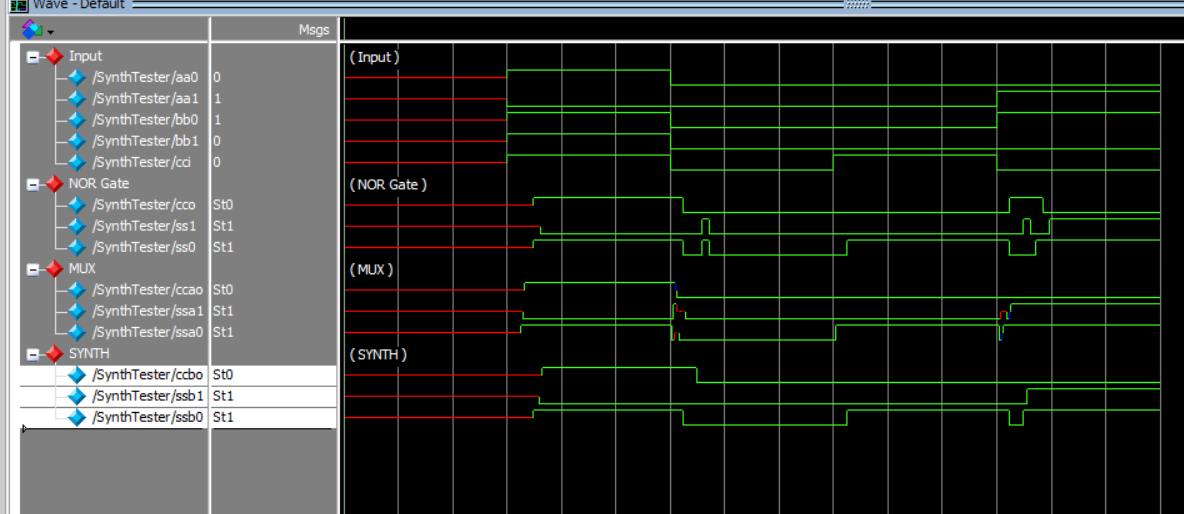 Wave - Default
Msgs
Input (Input)
/SynthTester/aa0 0
/SynthTester/aa1 1
/SynthTester/bb0 1
/SynthTester/bb1 0
/SynthTester/cci 0
NOR Gate (NOR Gate)
/SynthTester/cco St0
/SynthTester/ss1 St1
/SynthTester/ss0 St1
MUX (MUX)
/SynthTester/ccao St0
/SynthTester/ssa1 St1
/SynthTester/ssa0 St1
SYNTH (SYNTH)
/SynthTester/ccbo St0
/SynthTester/ssb1 St1
/SynthTester/ssb0 St1